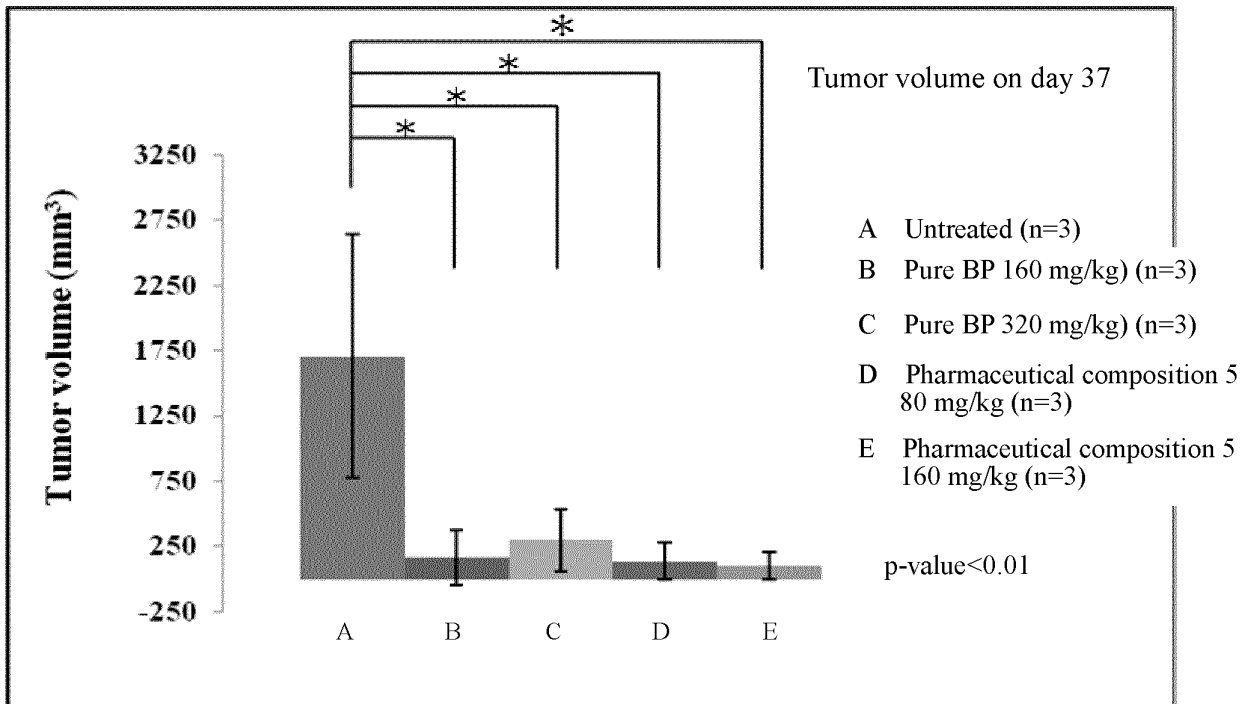 *
*
*
*
Tumor volume on day 37
Tumor volume (mm³)
3250
2750
2250
1750
1250
750
250
-250
A
B
C
D
E
A Untreated (n=3)
B Pure BP 160 mg/kg) (n=3)
C Pure BP 320 mg/kg) (n=3)
D Pharmaceutical composition 5
80 mg/kg (n=3)
E Pharmaceutical composition 5
160 mg/kg (n=3)
p-value<0.01